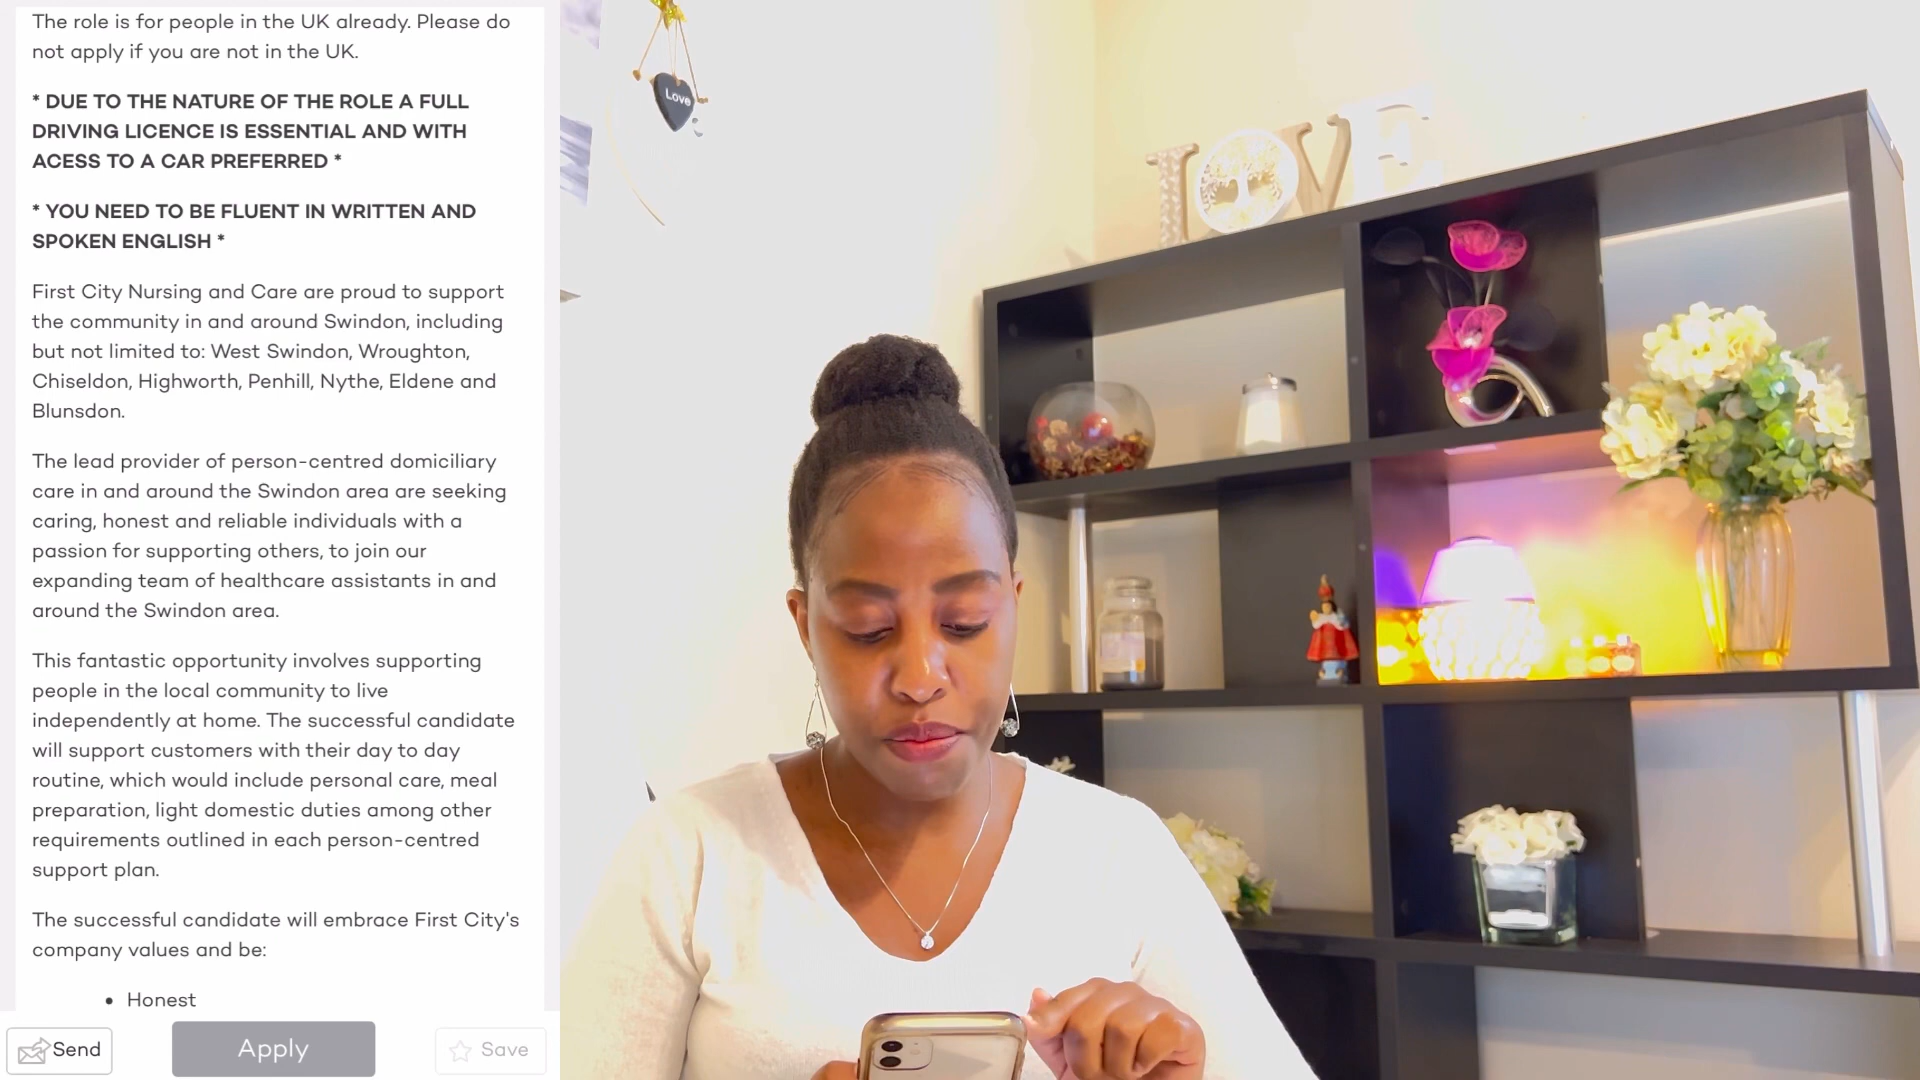 The role is for people in the UK already. Please do
not apply if you are not in the UK.
* DUE TO THE NATURE OF THE ROLE A FULL
DRIVING LICENCE IS ESSENTIAL AND WITH
ACESS TO A CAR PREFERRED *
* YOU NEED TO BE FLUENT IN WRITTEN AND
SPOKEN ENGLISH *
First City Nursing and Care are proud to support
the community in and around Swindon, including
but not limited to: West Swindon, Wroughton,
Chiseldon, Highworth, Penhill, Nythe, Eldene and
Blunsdon.
The lead provider of person-centred domiciliary
care in and around the Swindon area are seeking
caring, honest and reliable individuals with a
passion for supporting others, to join our
expanding team of healthcare assistants in and
around the Swindon area.
This fantastic opportunity involves supporting
people in the local community to live
independently at home. The successful candidate
will support customers with their day to day
routine, which would include personal care, meal
preparation, light domestic duties among other
requirements outlined in each person-centred
support plan.
The successful candidate will embrace First City's
company values and be:
• Honest
Send
Apply
Save
Love
LOVE